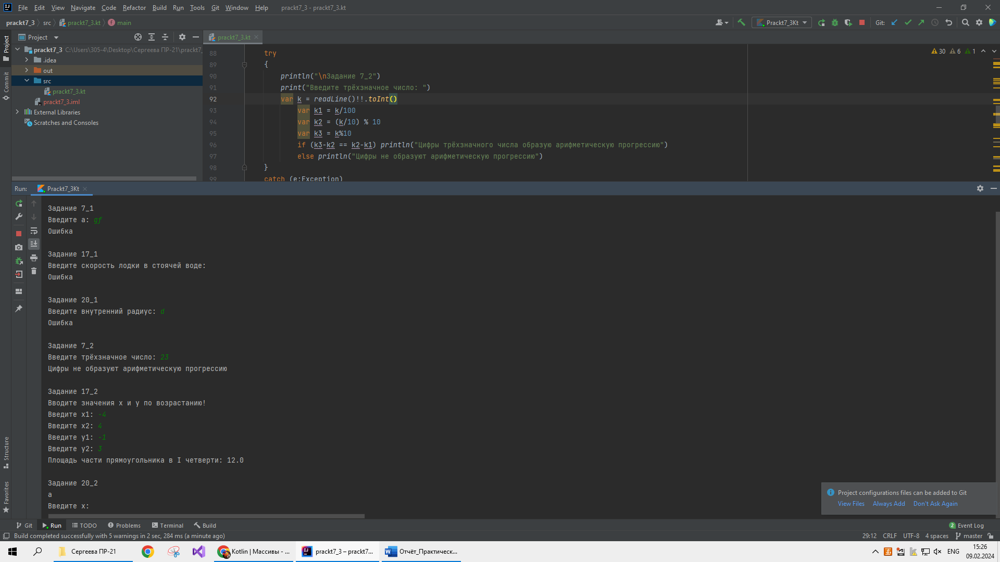 File Edit View Navigate Code Refactor Build Run Tools Git Window Help prackt7_3 - prackt7_3.kt
prackt7_3 src prackt7_3.kt main
Prackt7_3Kt Git:
Project
prackt7_3.kt
prackt7_3 C:\Users\305-4\Desktop\Сергеева ПР-21\prackt7_
.idea
out
src
prackt7_3.kt
prackt7_3.iml
External Libraries
Scratches and Consoles
Project
Commit
Structure
Favorites
30 6 1
88 try
89 {
90 println("\nЗадание 7_2")
91 print("Введите трёхзначное число: ")
92 var k = readLine()!!.toInt()
93 var k1 = k/100
94 var k2 = (k/10) % 10
95 var k3 = k%10
96 if (k3-k2 == k2-k1) println("Цифры трёхзначного числа образую арифметическую прогрессию")
97 else println("Цифры не образуют арифметическую прогрессию")
98 }
99 catch (e:Exception)
Run: Prackt7_3Kt
Задание 7_1
Введите a: gf
Ошибка
Задание 17_1
Введите скорость лодки в стоячей воде:
Ошибка
Задание 20_1
Введите внутренний радиус: d
Ошибка
Задание 7_2
Введите трёхзначное число: 23
Цифры не образуют арифметическую прогрессию
Задание 17_2
Вводите значения x и y по возрастанию!
Введите x1: -4
Введите x2: 4
Введите y1: -1
Введите y2: 3
Площадь части прямоугольника в I четверти: 12.0
Задание 20_2
а
Введите x:
Project configurations files can be added to Git
View Files Always Add Don't Ask Again
Git Run TODO Problems Terminal Build
2 Event Log
Build completed successfully with 5 warnings in 2 sec, 284 ms (a minute ago)
29:12 CRLF UTF-8 4 spaces master
Сергеева ПР-21
Kotlin | Массивы - ...
prackt7_3 – prackt7...
Отчёт_Практическ...
ENG
15:26
09.02.2024